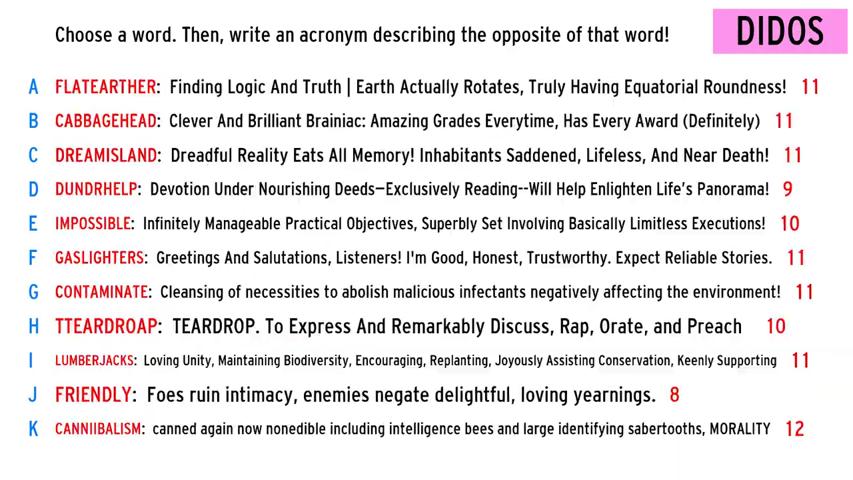 Choose a word. Then, write an acronym describing the opposite of that word!
DIDOS
A FLATEARTHER: Finding Logic And Truth | Earth Actually Rotates, Truly Having Equatorial Roundness! 11
B CABBAGEHEAD: Clever And Brilliant Brainiac: Amazing Grades Everytime, Has Every Award (Definitely) 11
C DREAMISLAND: Dreadful Reality Eats All Memory! Inhabitants Saddened, Lifeless, And Near Death! 11
D DUNDRHELP: Devotion Under Nourishing Deeds—Exclusively Reading--Will Help Enlighten Life's Panorama! 9
E IMPOSSIBLE: Infinitely Manageable Practical Objectives, Superbly Set Involving Basically Limitless Executions! 10
F GASLIGHTERS: Greetings And Salutations, Listeners! I'm Good, Honest, Trustworthy. Expect Reliable Stories. 11
G CONTAMINATE: Cleansing of necessities to abolish malicious infectants negatively affecting the environment! 11
H TTEARDROAP: TEARDROP. To Express And Remarkably Discuss, Rap, Orate, and Preach 10
I LUMBERJACKS: Loving Unity, Maintaining Biodiversity, Encouraging, Replanting, Joyously Assisting Conservation, Keenly Supporting 11
J FRIENDLY: Foes ruin intimacy, enemies negate delightful, loving yearnings. 8
K CANNIIBALISM: canned again now nonedible including intelligence bees and large identifying sabertooths, MORALITY 12